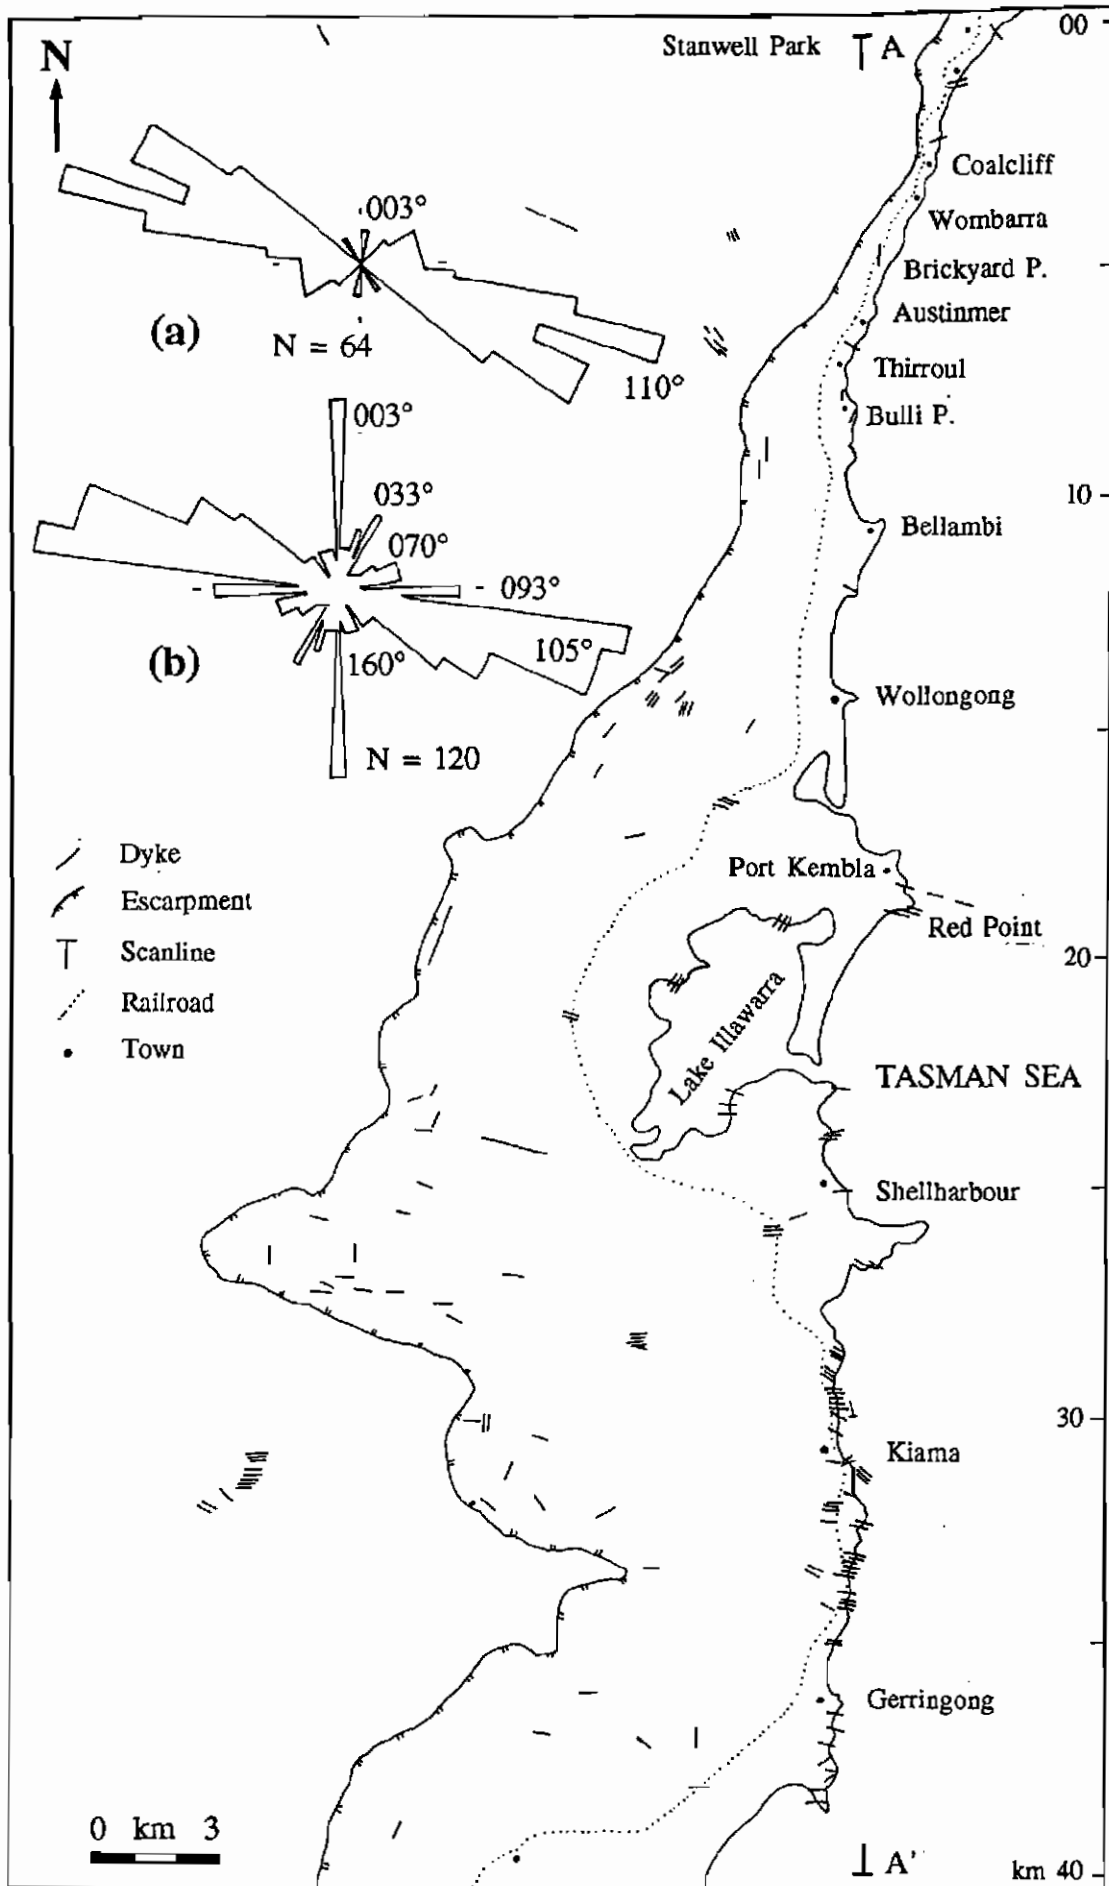 Stanwell Park
A
00
N
Coalcliff
003°
Wombarra
Brickyard P.
(a)
Austinmer
N = 64
Thirroul
110°
003°
Bulli P.
033°
10
Bellambi
070°
093°
105°
(b)
160°
Wollongong
N = 120
Dyke
Port Kembla
Escarpment
Red Point
Scanline
20
Railroad
Lake Illawarra
Town
TASMAN SEA
Shellharbour
30
Kiama
Gerringong
0 km 3
A'
km 40